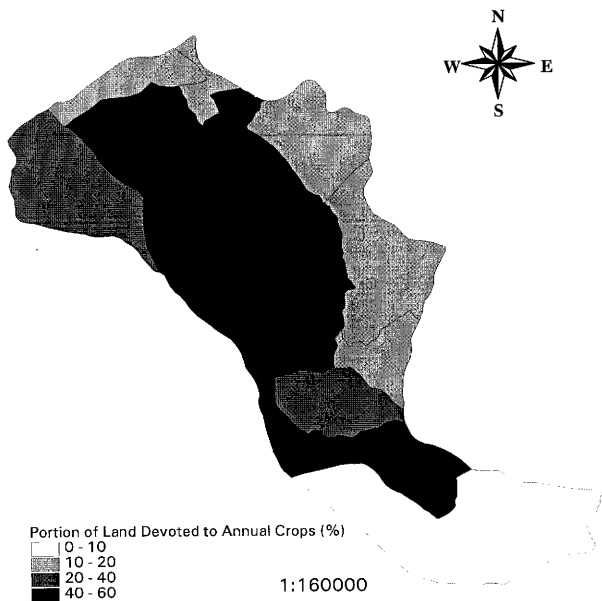 N
W E
S
Portion of Land Devoted to Annual Crops (%)
0 - 10
10 - 20
20 - 40
40 - 60
1:160000